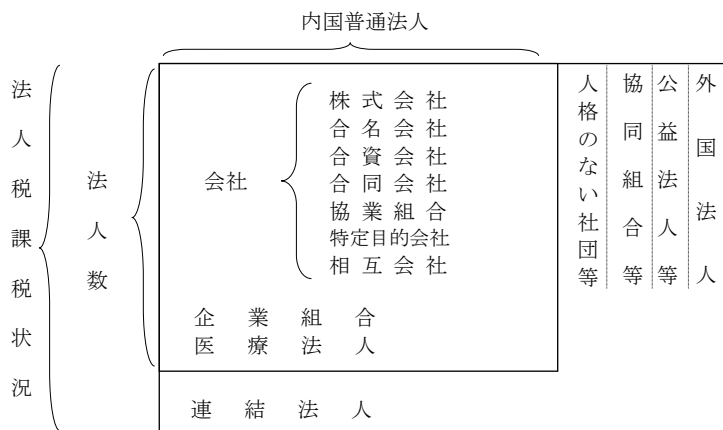 内国普通法人
法人税課税状況
法人数
会社
株式会社
合名会社
合資会社
合同会社
協業組合
特定目的会社
相互会社
企業組合
医療法人
連結法人
人格のない社団等
協同組合等
公益法人等
外国法人